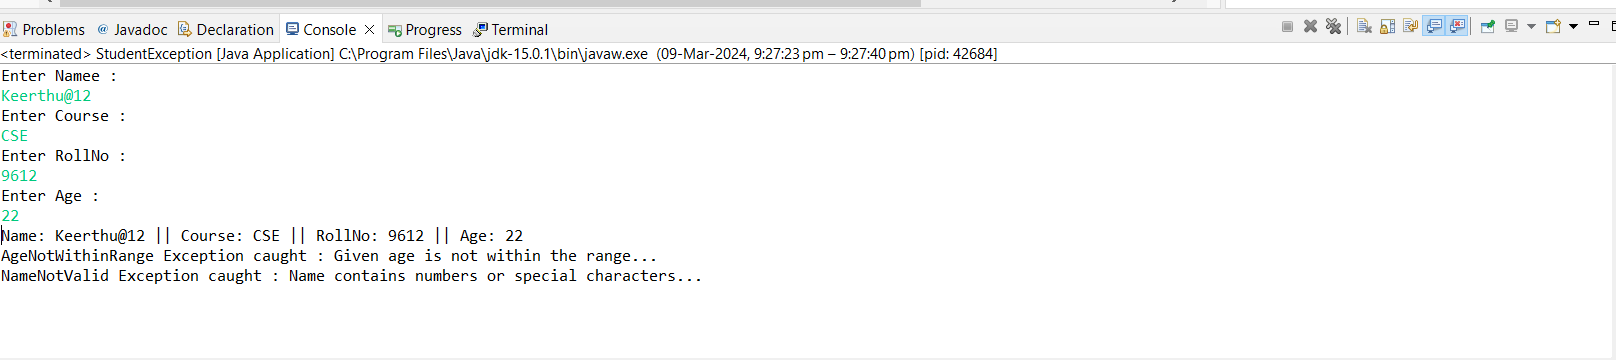 Problems @ Javadoc Declaration Console Progress Terminal
<terminated> StudentException [Java Application] C:\Program Files\Java\jdk-15.0.1\bin\javaw.exe (09-Mar-2024, 9:27:23 pm – 9:27:40 pm) [pid: 42684]
Enter Namee :
Keerthu@12
Enter Course :
CSE
Enter RollNo :
9612
Enter Age :
22
Name: Keerthu@12 || Course: CSE || RollNo: 9612 || Age: 22
AgeNotWithinRange Exception caught : Given age is not within the range...
NameNotValid Exception caught : Name contains numbers or special characters...